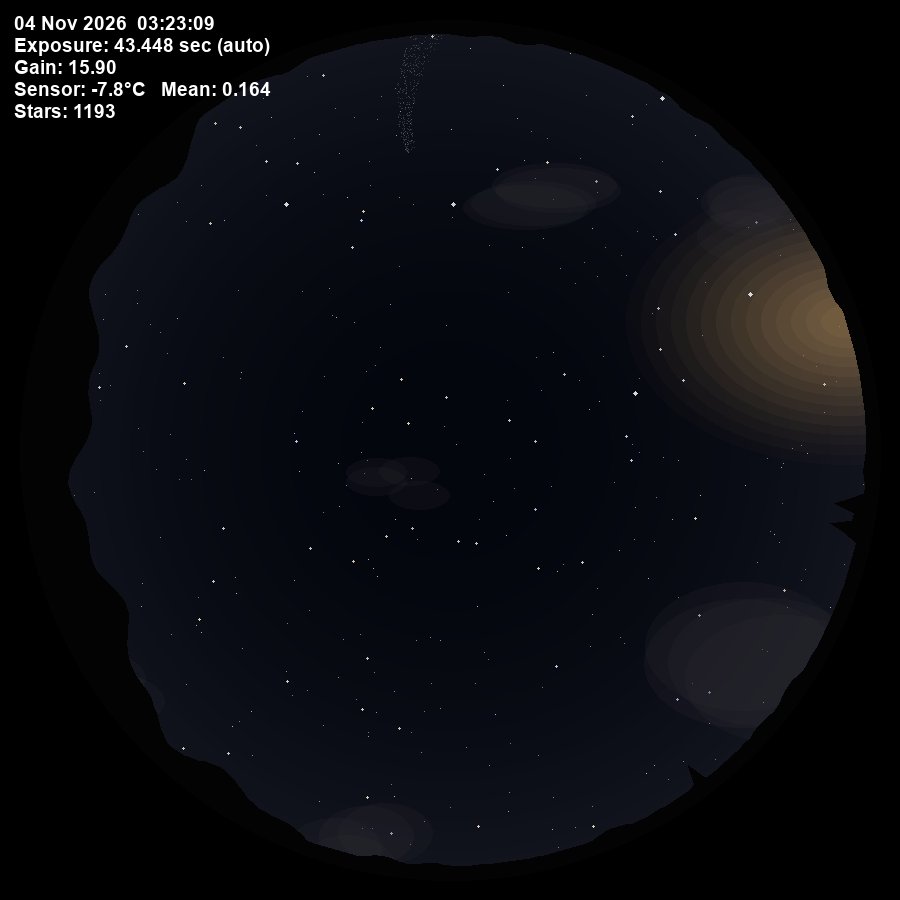 04 Nov 2026  03:23:09
Exposure: 43.448 sec (auto)
Gain: 15.90
Sensor: -7.8°C   Mean: 0.164
Stars: 1193